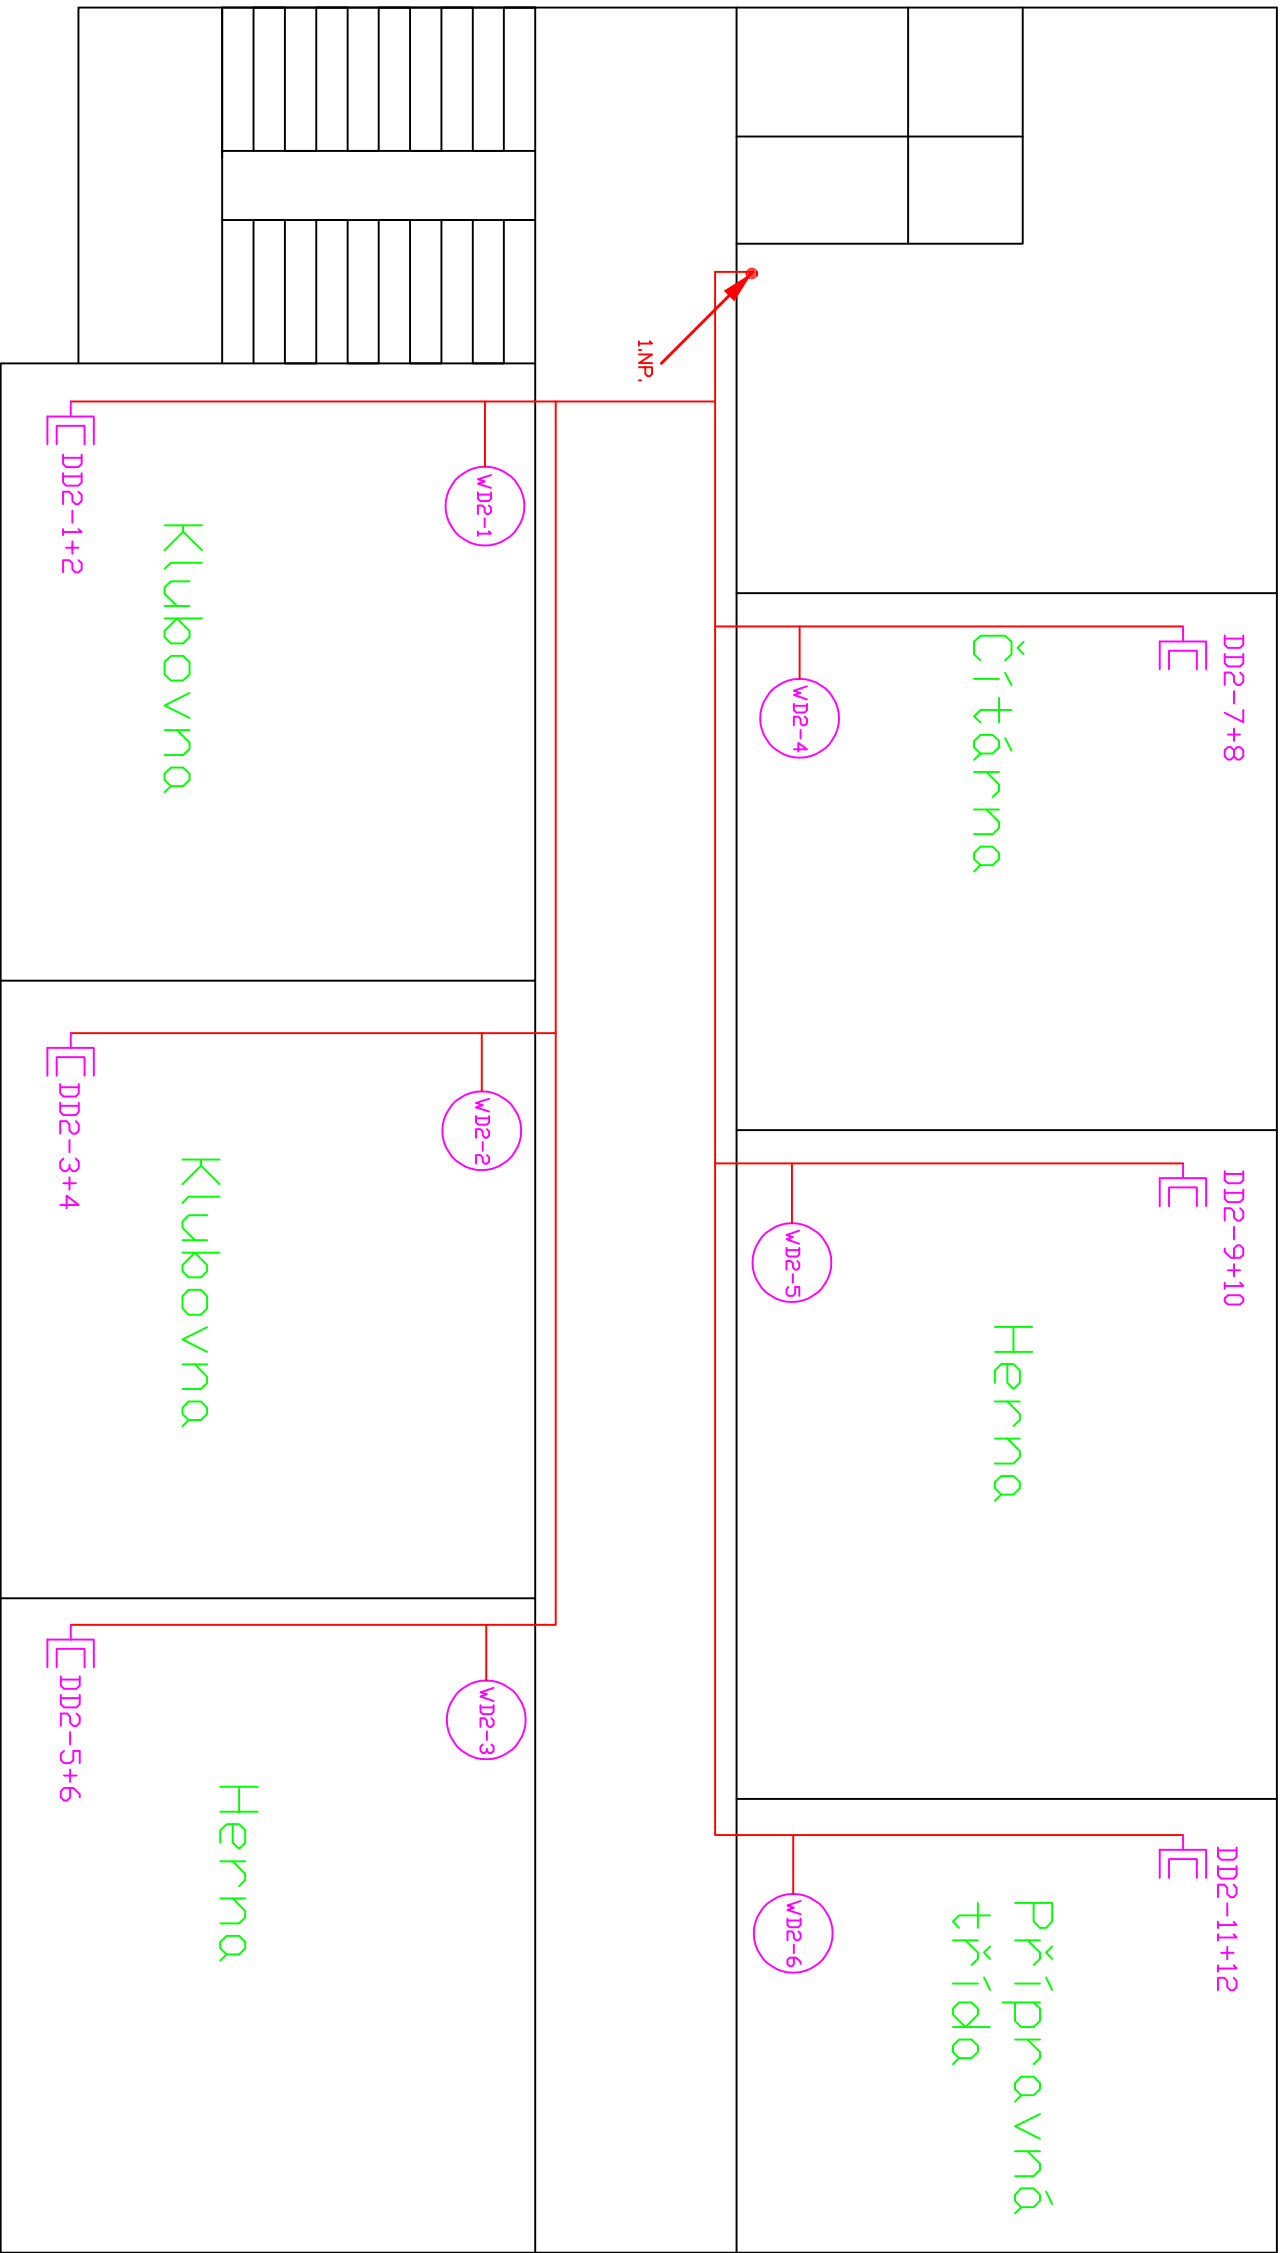 DD2-7+8
DD2-9+10
DD2-11+12
Čítárna
Herna
Přípravná
třída
WD2-4
WD2-5
WD2-6
1.NP.
WD2-1
WD2-2
WD2-3
Klubovna
Klubovna
Herna
DD2-1+2
DD2-3+4
DD2-5+6